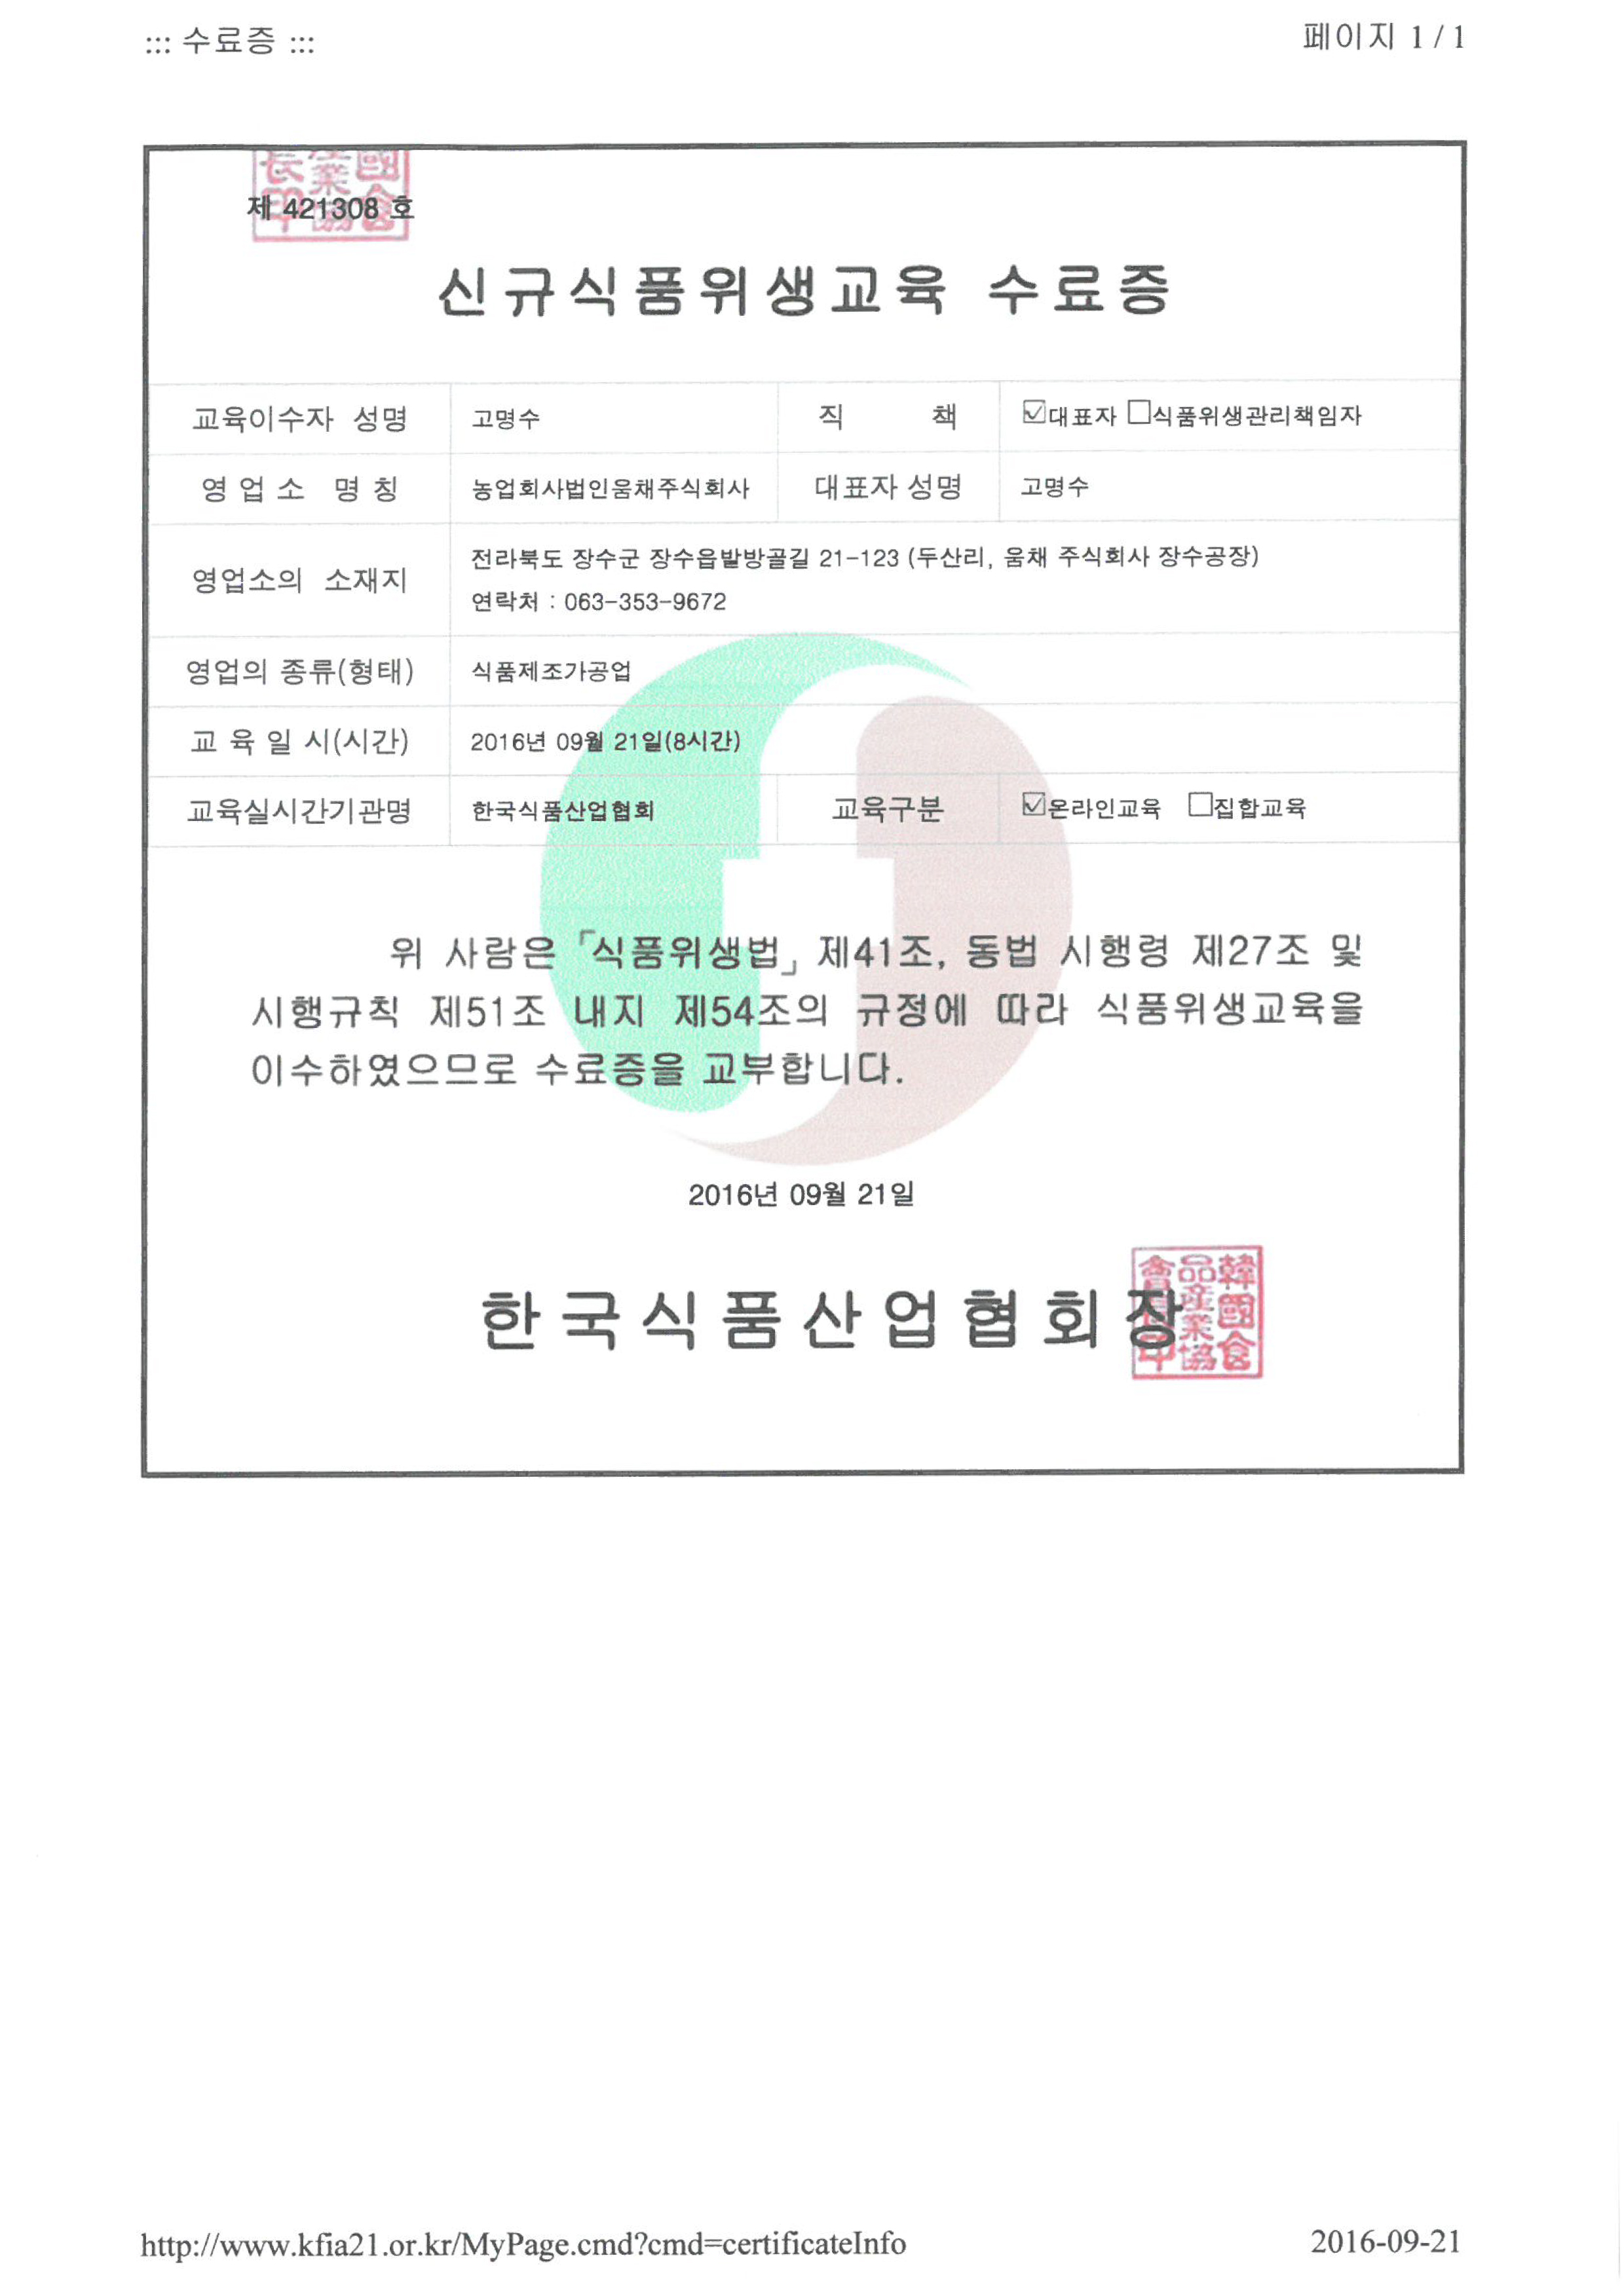 ::: 수료증 :::
페이지 1 / 1
제 421308 호
신규식품위생교육 수료증
교육이수자 성명 고명수 직 책 ☑대표자 ☐식품위생관리책임자
영 업 소 명 칭 농업회사법인움채주식회사 대표자 성명 고명수
영업소의 소재지 전라북도 장수군 장수읍발방골길 21-123 (두산리, 움채 주식회사 장수공장)
연락처 : 063-353-9672
영업의 종류(형태) 식품제조가공업
교 육 일 시(시간) 2016년 09월 21일(8시간)
교육실시간기관명 한국식품산업협회 교육구분 ☑온라인교육 ☐집합교육
위 사람은 「식품위생법」 제41조, 동법 시행령 제27조 및
시행규칙 제51조 내지 제54조의 규정에 따라 식품위생교육을
이수하였으므로 수료증을 교부합니다.
2016년 09월 21일
한국식품산업협회장
http://www.kfia21.or.kr/MyPage.cmd?cmd=certificateInfo
2016-09-21